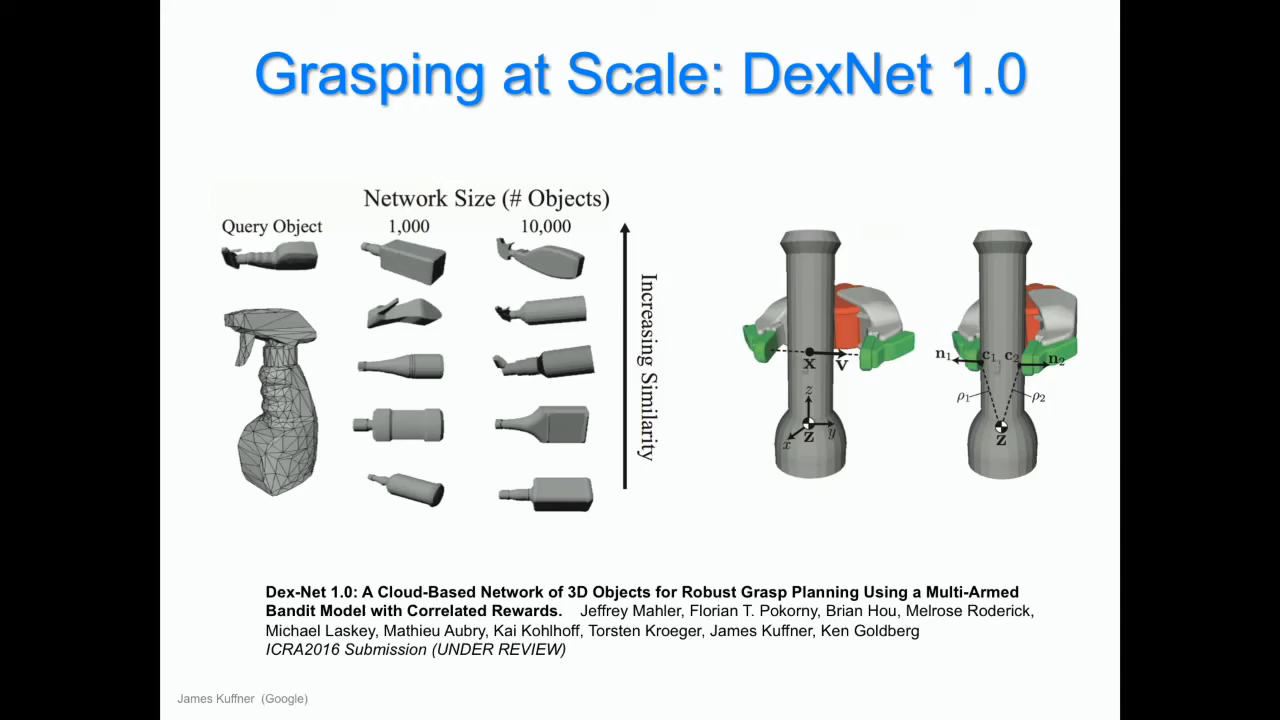 Grasping at Scale: DexNet 1.0
Network Size (# Objects)
Query Object 1,000 10,000
Increasing Similarity
x v
z
x z y
n1 c1 c2 n2
ρ1 ρ2
z
Dex-Net 1.0: A Cloud-Based Network of 3D Objects for Robust Grasp Planning Using a Multi-Armed
Bandit Model with Correlated Rewards. Jeffrey Mahler, Florian T. Pokorny, Brian Hou, Melrose Roderick,
Michael Laskey, Mathieu Aubry, Kai Kohlhoff, Torsten Kroeger, James Kuffner, Ken Goldberg
ICRA2016 Submission (UNDER REVIEW)
James Kuffner (Google)